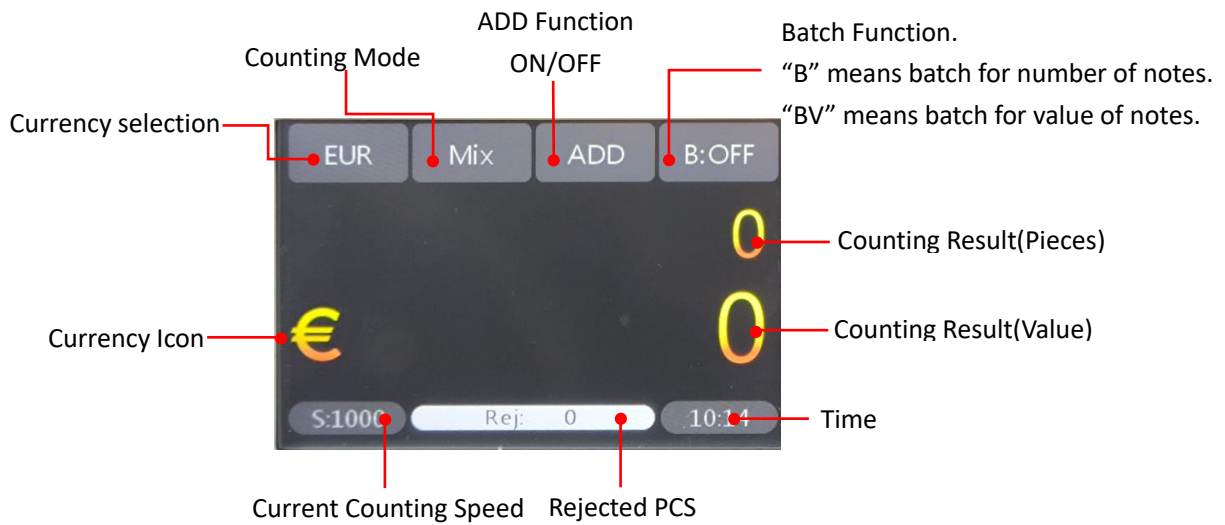 ADD Function
ON/OFF
Counting Mode
Batch Function.
“B” means batch for number of notes.
“BV” means batch for value of notes.
Currency selection
EUR
Mix
ADD
B:OFF
0
Counting Result(Pieces)
Currency Icon
€
0
Counting Result(Value)
S:1000
Rej: 0
10:14
Time
Current Counting Speed
Rejected PCS